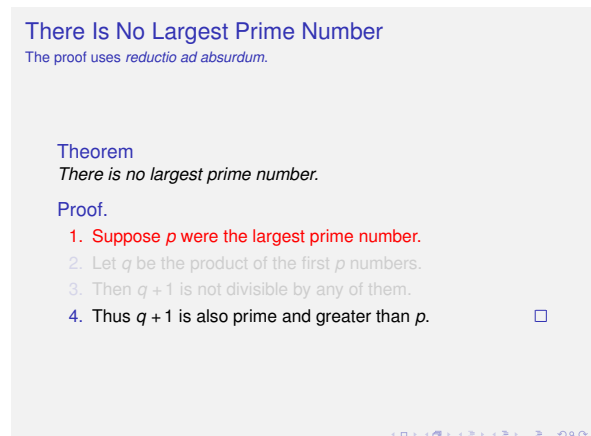 There Is No Largest Prime Number
The proof uses reductio ad absurdum.
Theorem
There is no largest prime number.
Proof.
1. Suppose p were the largest prime number.
2. Let q be the product of the first p numbers.
3. Then q + 1 is not divisible by any of them.
4. Thus q + 1 is also prime and greater than p. □